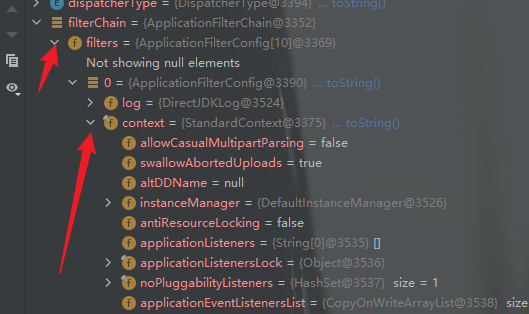 dispatcherType = {DispatcherType@3394} ... toString()
filterChain = {ApplicationFilterChain@3352}
filters = {ApplicationFilterConfig[10]@3369}
Not showing null elements
0 = {ApplicationFilterConfig@3390} ... toString()
log = {DirectJDKLog@3524}
context = {StandardContext@3375} ... toString()
allowCasualMultipartParsing = false
swallowAbortedUploads = true
altDDName = null
instanceManager = {DefaultInstanceManager@3526}
antiResourceLocking = false
applicationListeners = {String[0]@3535} []
applicationListenersLock = {Object@3536}
noPluggabilityListeners = {HashSet@3537} size = 1
applicationEventListenersList = {CopyOnWriteArrayList@3538} size